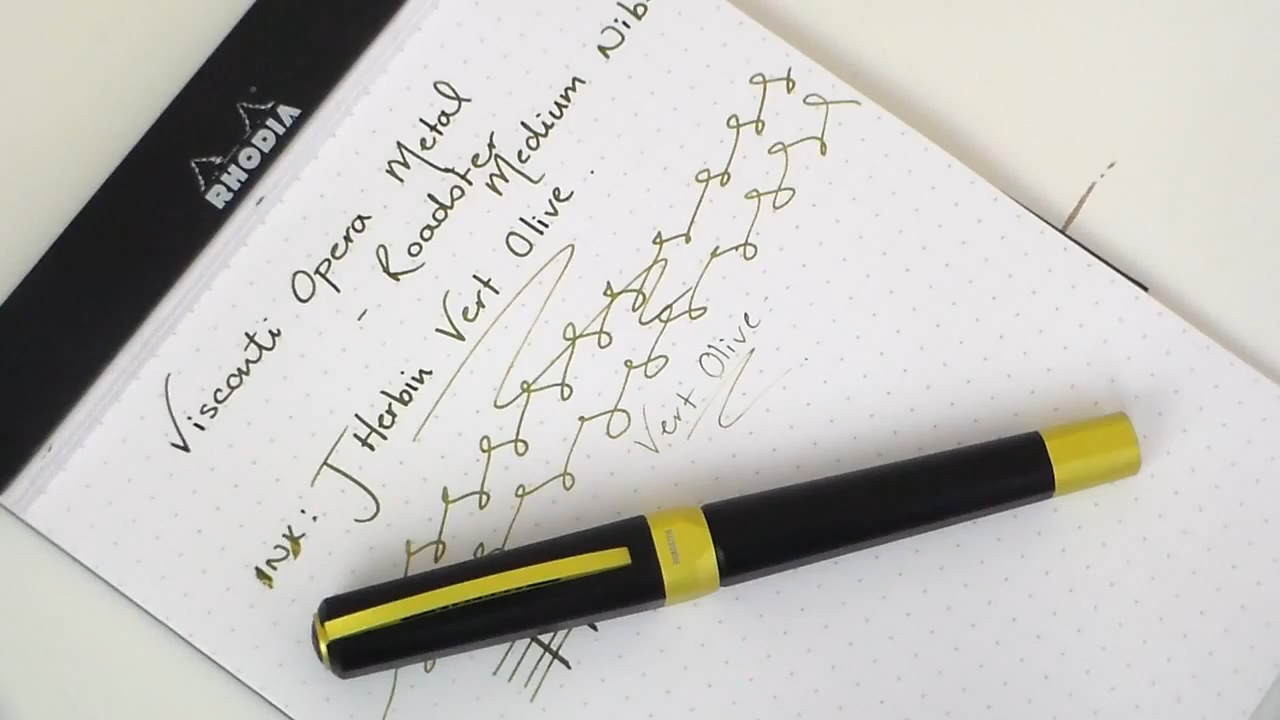 RHODIA
Visconti Opera Metal
- Roadster
Medium Nib
INK: J Herbin Vert Olive.
Vert Olive.